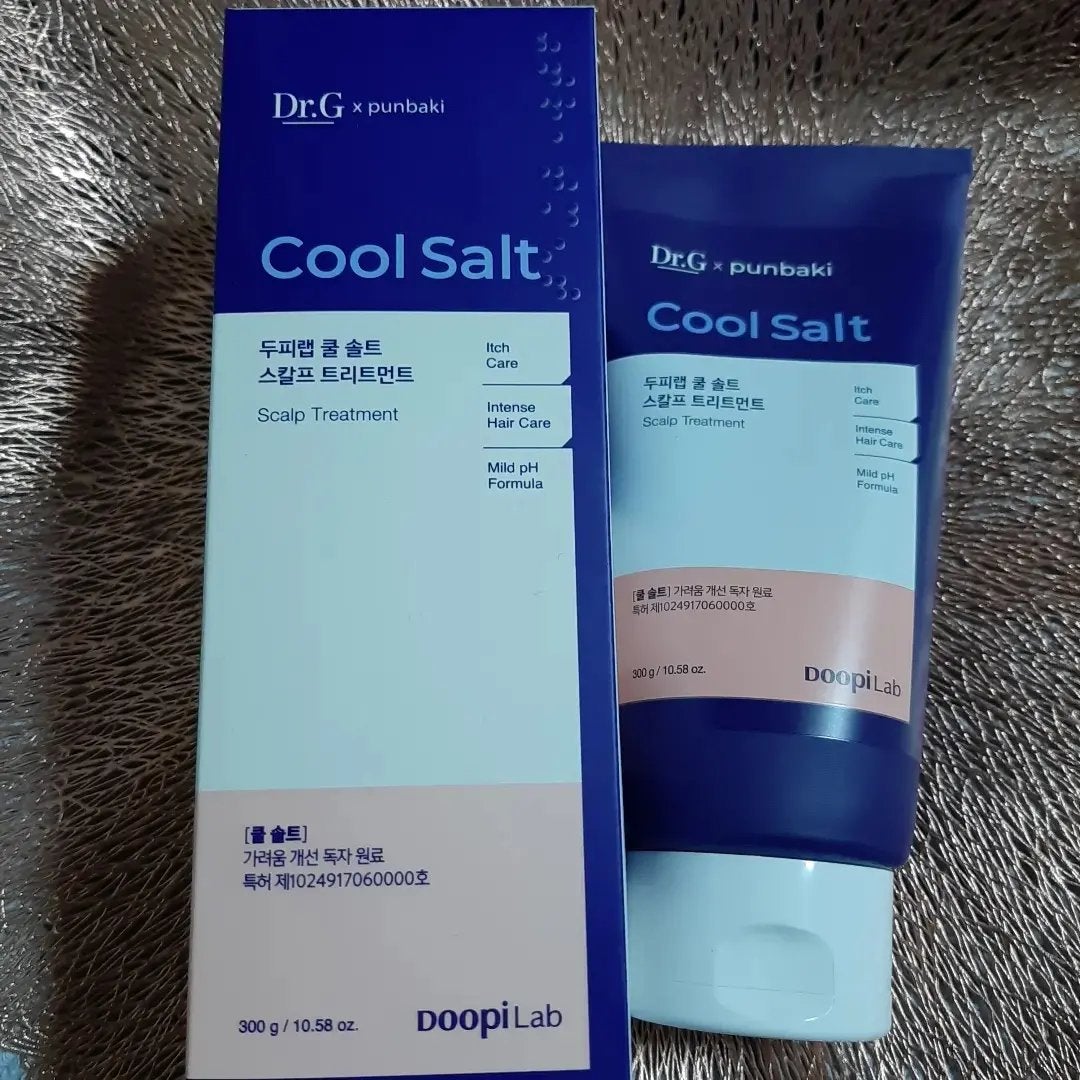 Dr.G x punbaki
Cool Salt
두피랩 쿨 솔트
스칼프 트리트먼트
Scalp Treatment
Itch
Care
Intense
Hair Care
Mild pH
Formula
[쿨 솔트]
가려움 개선 독자 원료
특허 제1024917060000호
300 g / 10.58 oz.
DoopiLab
Dr.G x punbaki
Cool Salt
두피랩 쿨 솔트
스칼프 트리트먼트
Scalp Treatment
Itch
Care
Intense
Hair Care
Mild pH
Formula
[쿨 솔트] 가려움 개선 독자 원료
특허 제1024917060000호
300 g / 10.58 oz.
DoopiLab